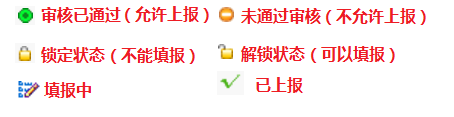 审核已通过（允许上报） 未通过审核（不允许上报）
锁定状态（不能填报） 解锁状态（可以填报）
填报中 已上报